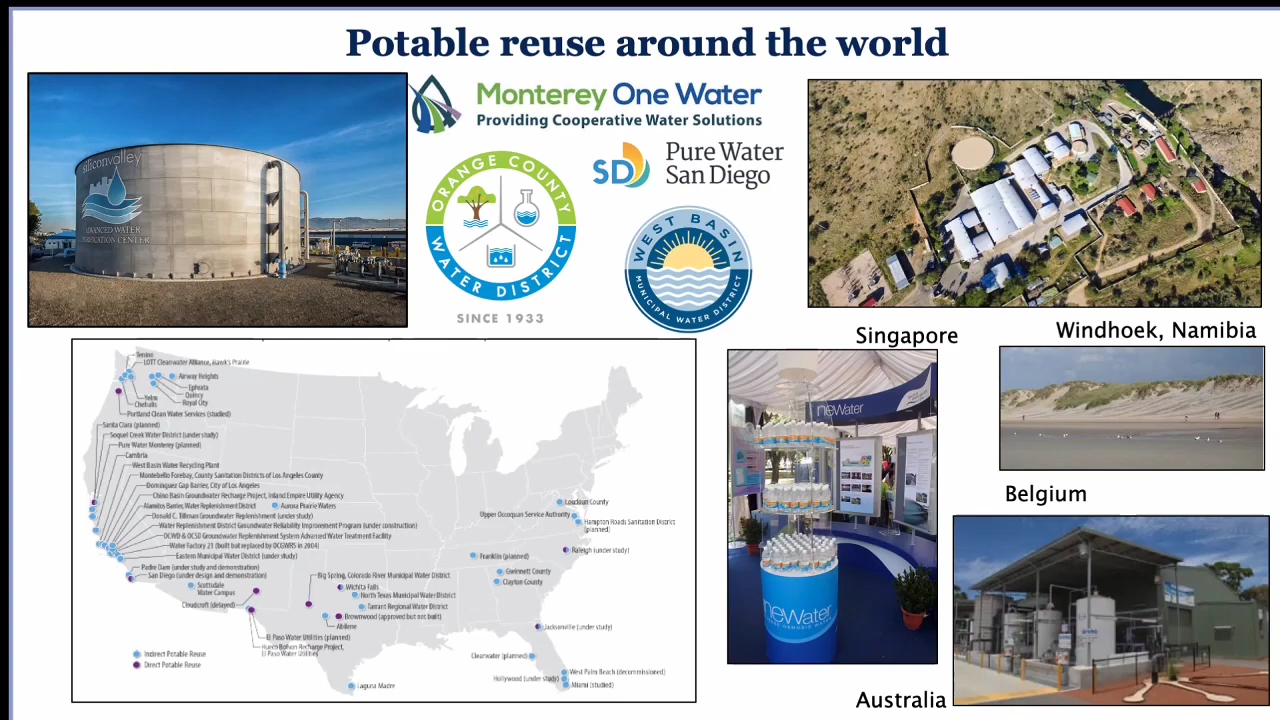 Potable reuse around the world
siliconvalley
ADVANCED WATER
PURIFICATION CENTER
Monterey One Water
Providing Cooperative Water Solutions
ORANGE COUNTY
WATER DISTRICT
SINCE 1933
SD
Pure Water
San Diego
WEST BASIN
MUNICIPAL WATER DISTRICT
Windhoek, Namibia
Singapore
neWater
neWater
Belgium
Australia
Tenino
LOTT Clearwater Alliance, Hawk's Prairie
Airway Heights
Ephrata
Quincy
Royal City
Yelm
Chehalis
Portland Clean Water Services (studied)
Santa Clara (planned)
Soquel Creek Water District (under study)
Pure Water Monterey (planned)
Cambria
West Basin Water Recycling Plant
Montebello Forebay, County Sanitation Districts of Los Angeles County
Dominguez Gap Barrier, City of Los Angeles
Chino Basin Groundwater Recharge Project, Inland Empire Utility Agency
Alamitos Barrier, Water Replenishment District
Aurora Prairie Waters
Donald C. Tillman Groundwater Replenishment (under study)
Water Replenishment District Groundwater Reliability Improvement Program (under construction)
OCWD & OCSD Groundwater Replenishment System Advanced Water Treatment Facility
Water Factory 21 (built but replaced by OCGWRS in 2004)
Eastern Municipal Water District (under study)
Padre Dam (under study and demonstration)
San Diego (under design and demonstration)
Scottsdale
Water Campus
Cloudcroft (delayed)
El Paso Water Utilities (planned)
Hueco Bolson Recharge Project,
El Paso Water Utilities
Big Spring, Colorado River Municipal Water District
Wichita Falls
North Texas Municipal Water District
Tarrant Regional Water District
Brownwood (approved but not built)
Abilene
Laguna Madre
Loudoun County
Upper Occoquan Service Authority
Hampton Roads Sanitation District
(planned)
Raleigh (under study)
Franklin (planned)
Gwinnett County
Clayton County
Jacksonville (under study)
Clearwater (planned)
West Palm Beach (decommissioned)
Hollywood (under study)
Miami (studied)
Indirect Potable Reuse
Direct Potable Reuse